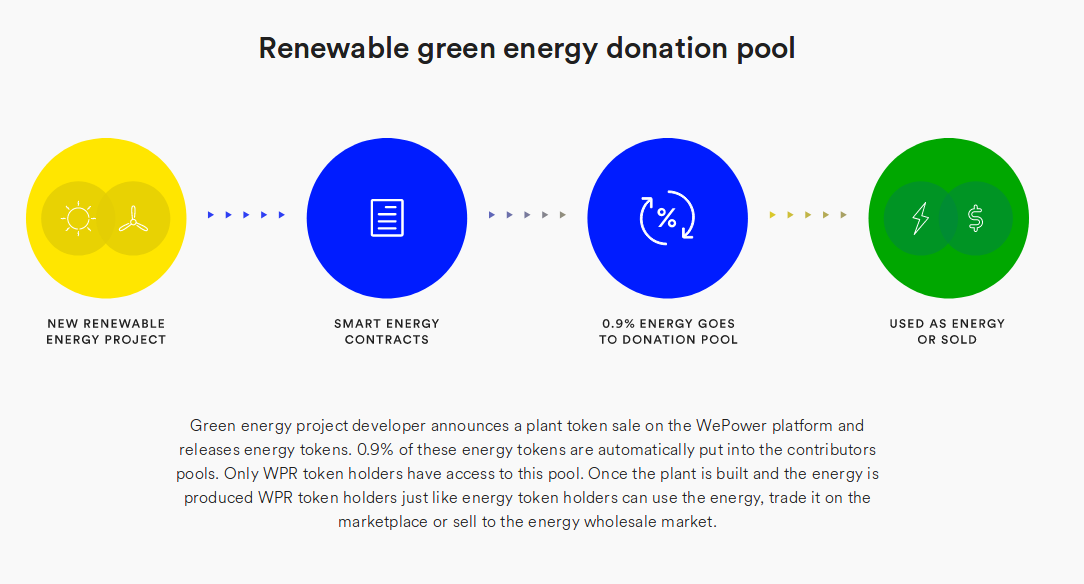 Renewable green energy donation pool
NEW RENEWABLE
ENERGY PROJECT
SMART ENERGY
CONTRACTS
%
0.9% ENERGY GOES
TO DONATION POOL
$
USED AS ENERGY
OR SOLD
Green energy project developer announces a plant token sale on the WePower platform and
releases energy tokens. 0.9% of these energy tokens are automatically put into the contributors
pools. Only WPR token holders have access to this pool. Once the plant is built and the energy is
produced WPR token holders just like energy token holders can use the energy, trade it on the
marketplace or sell to the energy wholesale market.